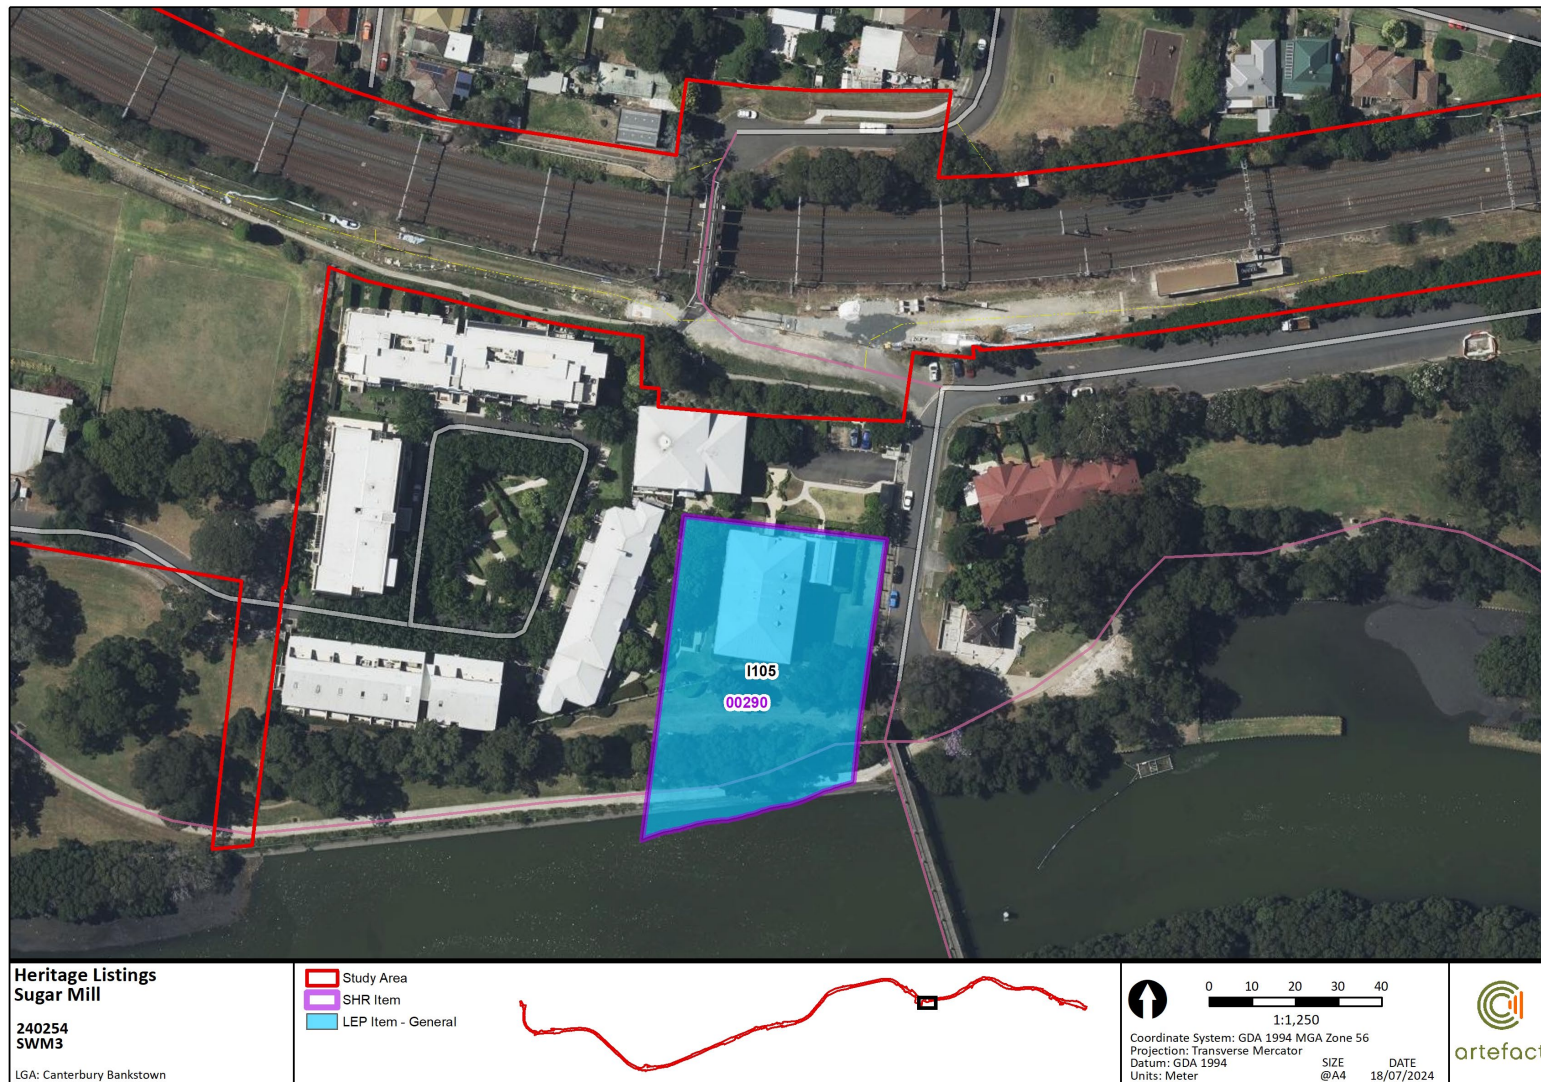 I105
00290
Heritage Listings
Sugar Mill
240254
SWM3
LGA: Canterbury Bankstown
Study Area
SHR Item
LEP Item - General
0 10 20 30 40
1:1,250
Coordinate System: GDA 1994 MGA Zone 56
Projection: Transverse Mercator
Datum: GDA 1994
Units: Meter
SIZE
@A4
DATE
18/07/2024
artefact